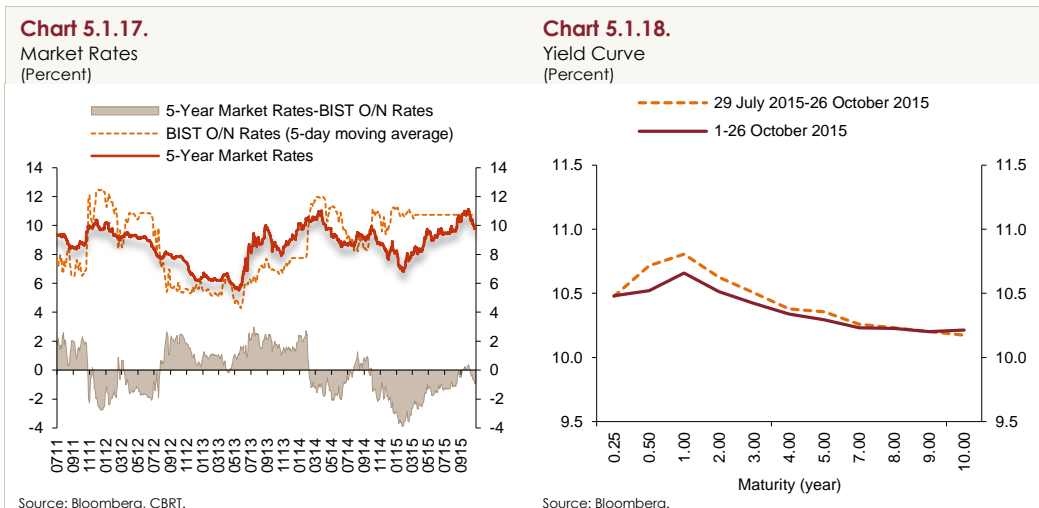 Chart 5.1.17.
Market Rates
(Percent)
5-Year Market Rates-BIST O/N Rates
BIST O/N Rates (5-day moving average)
5-Year Market Rates
14 14
12 12
10 10
8 8
6 6
4 4
2 2
0 0
-2 -2
-4 -4
0711 0911 1111 0112 0312 0512 0712 0912 1112 0113 0313 0513 0713 0913 1113 0114 0314 0514 0714 0914 1114 0115 0315 0515 0715 0915
Source: Bloomberg, CBRT.
Chart 5.1.18.
Yield Curve
(Percent)
29 July 2015-26 October 2015
1-26 October 2015
11.5 11.5
11.0 11.0
10.5 10.5
10.0 10.0
9.5 9.5
0.25 0.50 1.00 2.00 3.00 4.00 5.00 6.00 7.00 8.00 9.00 10.00
Maturity (year)
Source: Bloomberg.